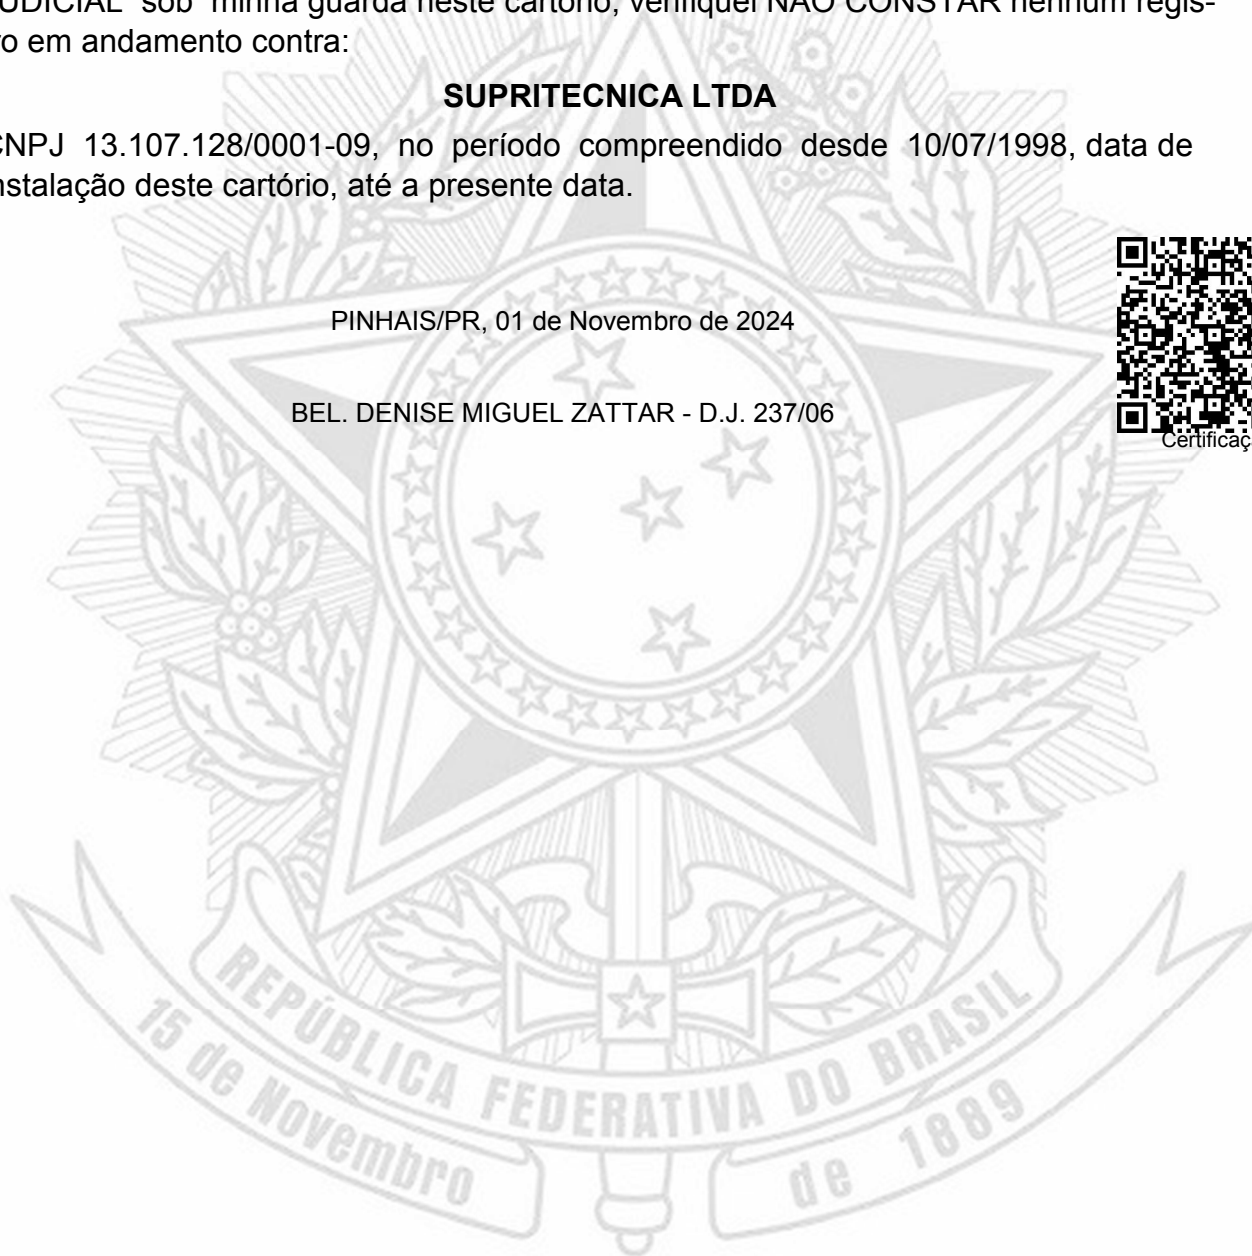 JUDICIAL sob minha guarda neste cartório, verifiquei NÃO CONSTAR nenhum regis-
ro em andamento contra:
SUPRITECNICA LTDA
CNPJ 13.107.128/0001-09, no período compreendido desde 10/07/1998, data de
nstalação deste cartório, até a presente data.
PINHAIS/PR, 01 de Novembro de 2024
BEL. DENISE MIGUEL ZATTAR - D.J. 237/06
Certificaç
REPÚBLICA FEDERATIVA DO BRASIL
15 de Novembro de 1889